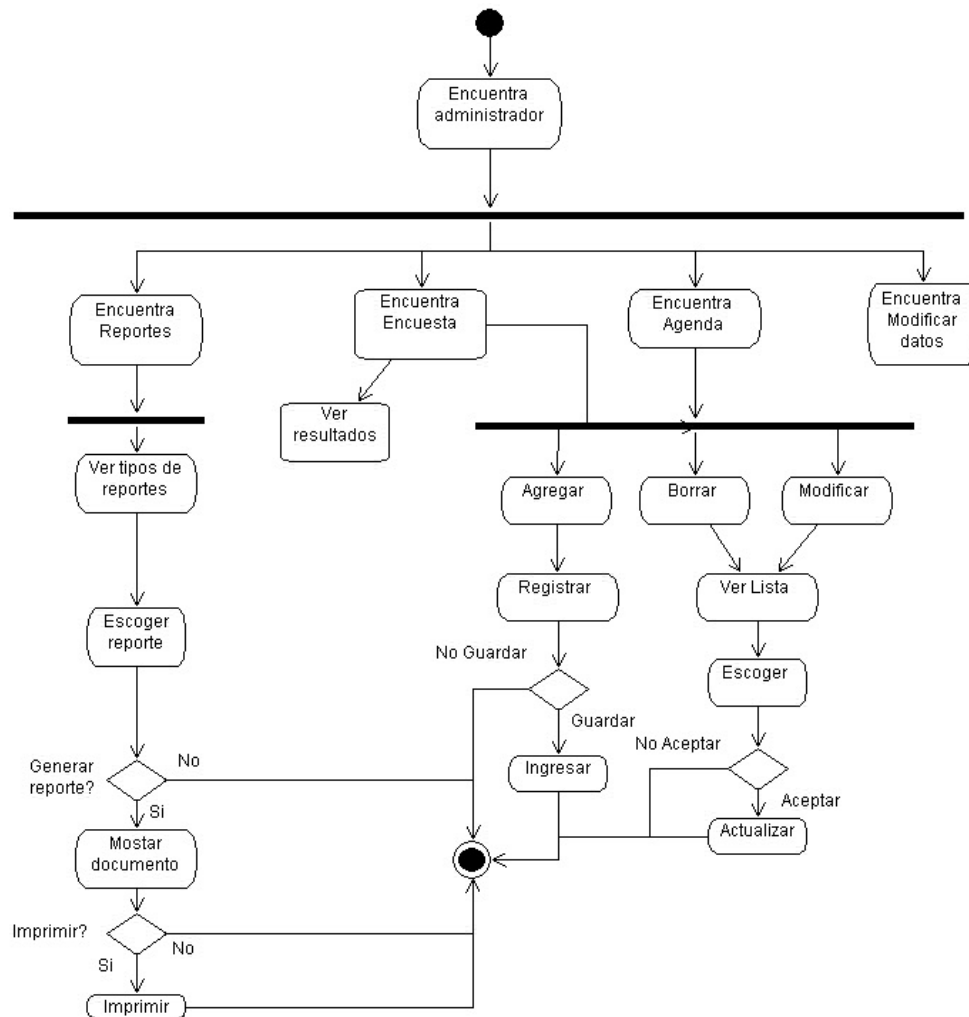 Encuentra
administrador
Encuentra
Reportes
Encuentra
Encuesta
Encuentra
Agenda
Encuentra
Modificar
datos
Ver
resultados
Ver tipos de
reportes
Agregar
Borrar
Modificar
Registrar
Ver Lista
Escoger
reporte
No Guardar
Escoger
Guardar
No Aceptar
Generar
reporte?
No
Si
Ingresar
Aceptar
Actualizar
Mostar
documento
Imprimir?
No
Si
Imprimir